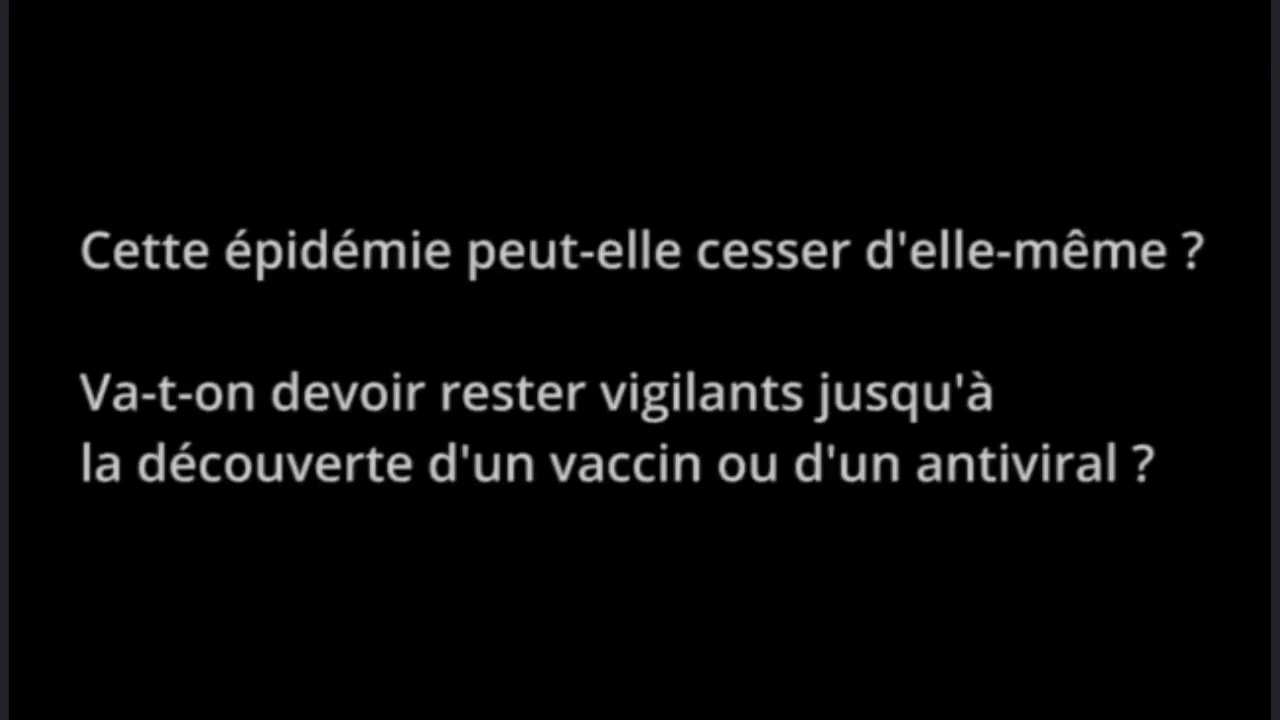 Cette épidémie peut-elle cesser d'elle-même ?
Va-t-on devoir rester vigilants jusqu'à
la découverte d'un vaccin ou d'un antiviral ?